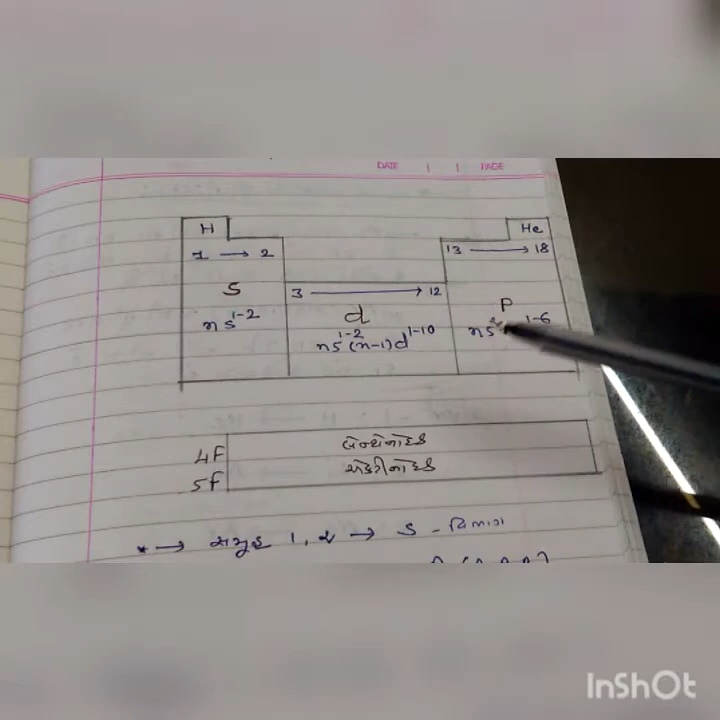 DATE | | PAGE
H He
1 → 2 13 → 18
S 3 → 12 P
ns¹⁻² d ns² ¹⁻⁶
ns¹⁻²(n-1)d¹⁻¹⁰
4f લેન્થેનોઇડ
5f એક્ટીનોઇડ
* → સમૂહ 1, 2 → S - વિભાગ
InShOt